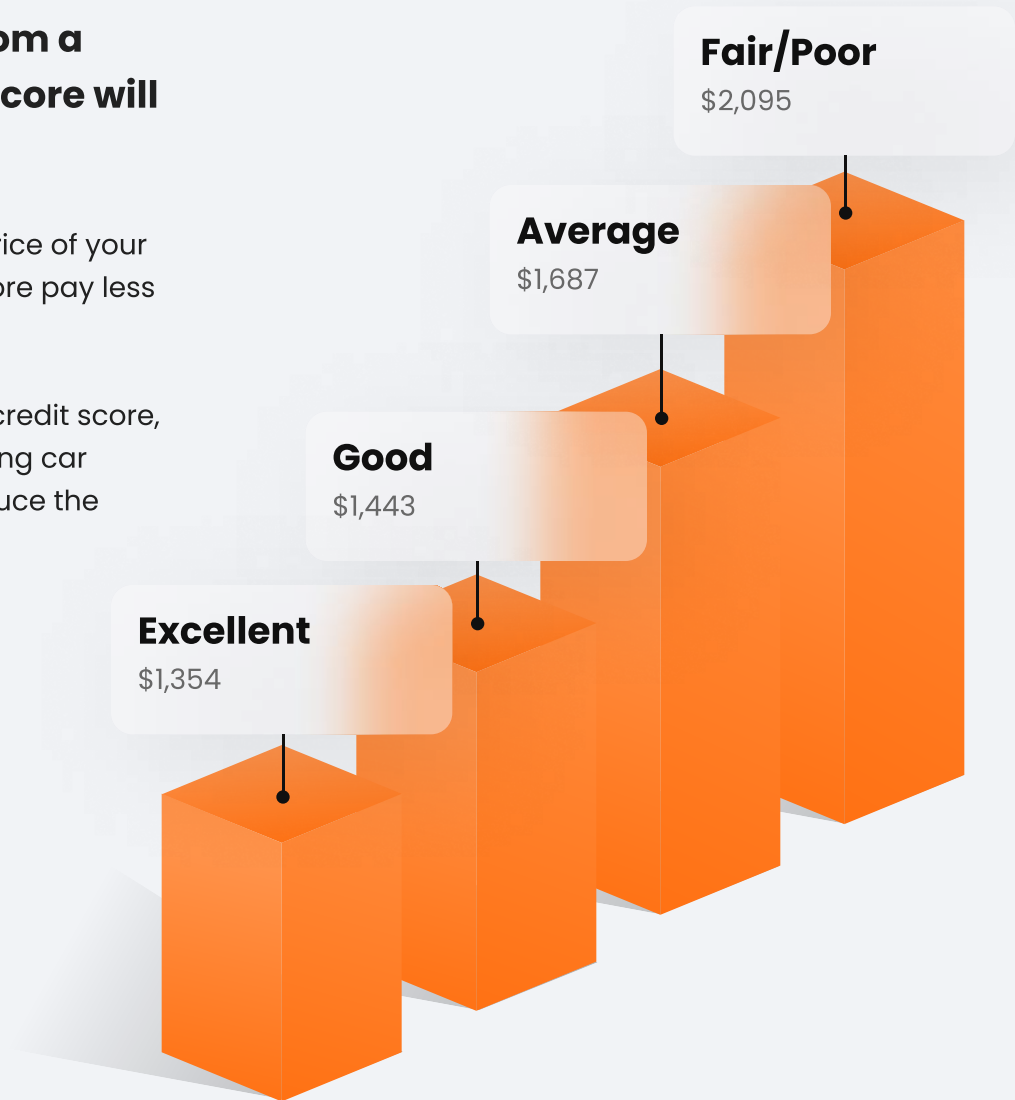 om a
core will
rice of your
ore pay less
credit score,
ng car
uce the
Fair/Poor
$2,095
Average
$1,687
Good
$1,443
Excellent
$1,354